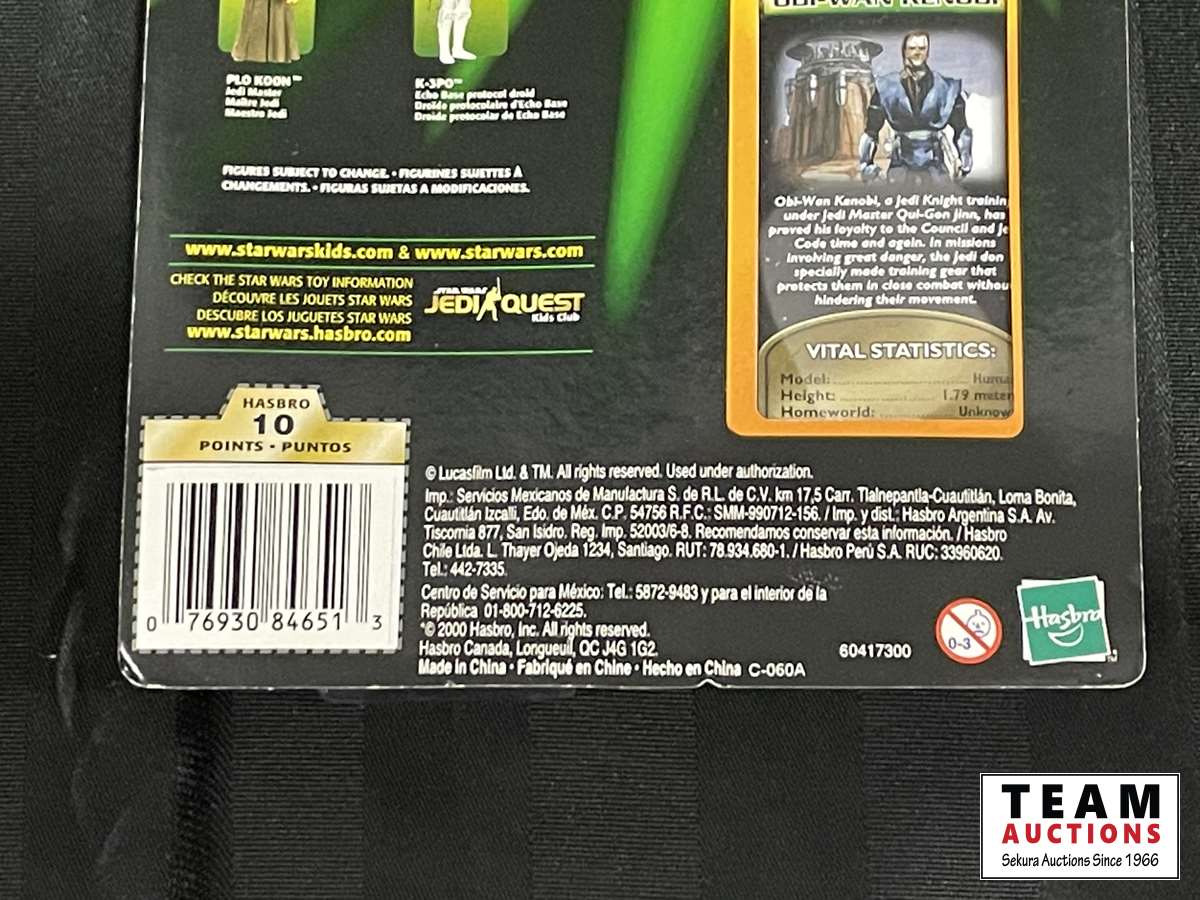 PLO KOON™
Jedi Master
Maître Jedi
Maestro Jedi
K-3PO™
Echo Base protocol droid
Droïde protocolaire d'Echo Base
Droide protocolar de Echo Base
FIGURES SUBJECT TO CHANGE. • FIGURINES SUJETTES À
CHANGEMENTS. • FIGURAS SUJETAS A MODIFICACIONES.
www.starwarskids.com & www.starwars.com
CHECK THE STAR WARS TOY INFORMATION
DÉCOUVRE LES JOUETS STAR WARS
DESCUBRE LOS JUGUETES STAR WARS
www.starwars.hasbro.com
STAR WARS
JEDI QUEST
Kids Club
HASBRO
10
POINTS • PUNTOS
0 76930 84651 3
OBI-WAN KENOBI
Obi-Wan Kenobi, a Jedi Knight trainin
under Jedi Master Qui-Gon Jinn, has
proved his loyalty to the Council and Je
Code time and again. In missions
involving great danger, the Jedi don
specially made training gear that
protects them in close combat withou
hindering their movement.
VITAL STATISTICS:
Model: Huma
Height: 1.79 meter
Homeworld: Unknow
© Lucasfilm Ltd. & TM. All rights reserved. Used under authorization.
Imp.: Servicios Mexicanos de Manufactura S. de R.L. de C.V. km 17,5 Carr. Tlalnepantla-Cuautitlán, Loma Bonita,
Cuautitlán Izcalli, Edo. de Méx. C.P. 54756 R.F.C.: SMM-990712-156. / Imp. y dist.: Hasbro Argentina S.A. Av.
Tiscornia 877, San Isidro. Reg. Imp. 52003/6-8. Recomendamos conservar esta información. / Hasbro
Chile Ltda. L. Thayer Ojeda 1234, Santiago. RUT: 78.934.680-1. / Hasbro Perú S.A. RUC: 33960620.
Tel.: 442-7335.
Centro de Servicio para México: Tel.: 5872-9483 y para el interior de la
República 01-800-712-6225.
*© 2000 Hasbro, Inc. All rights reserved.
Hasbro Canada, Longueuil, QC J4G 1G2.
Made in China • Fabriqué en Chine • Hecho en China C-060A
60417300
0-3
Hasbro
TEAM
AUCTIONS
Sekura Auctions Since 1966